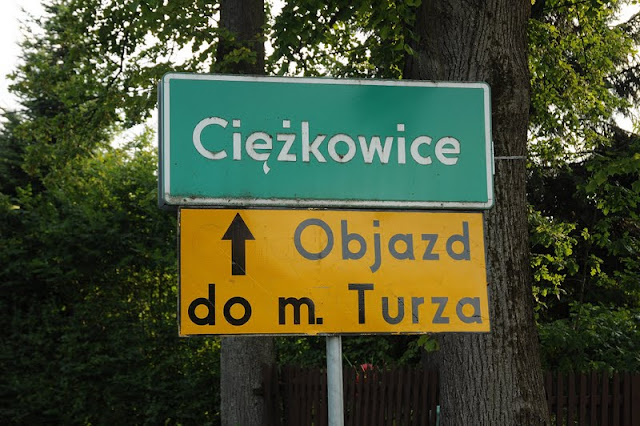 Ciężkowice
Objazd
do m. Turza